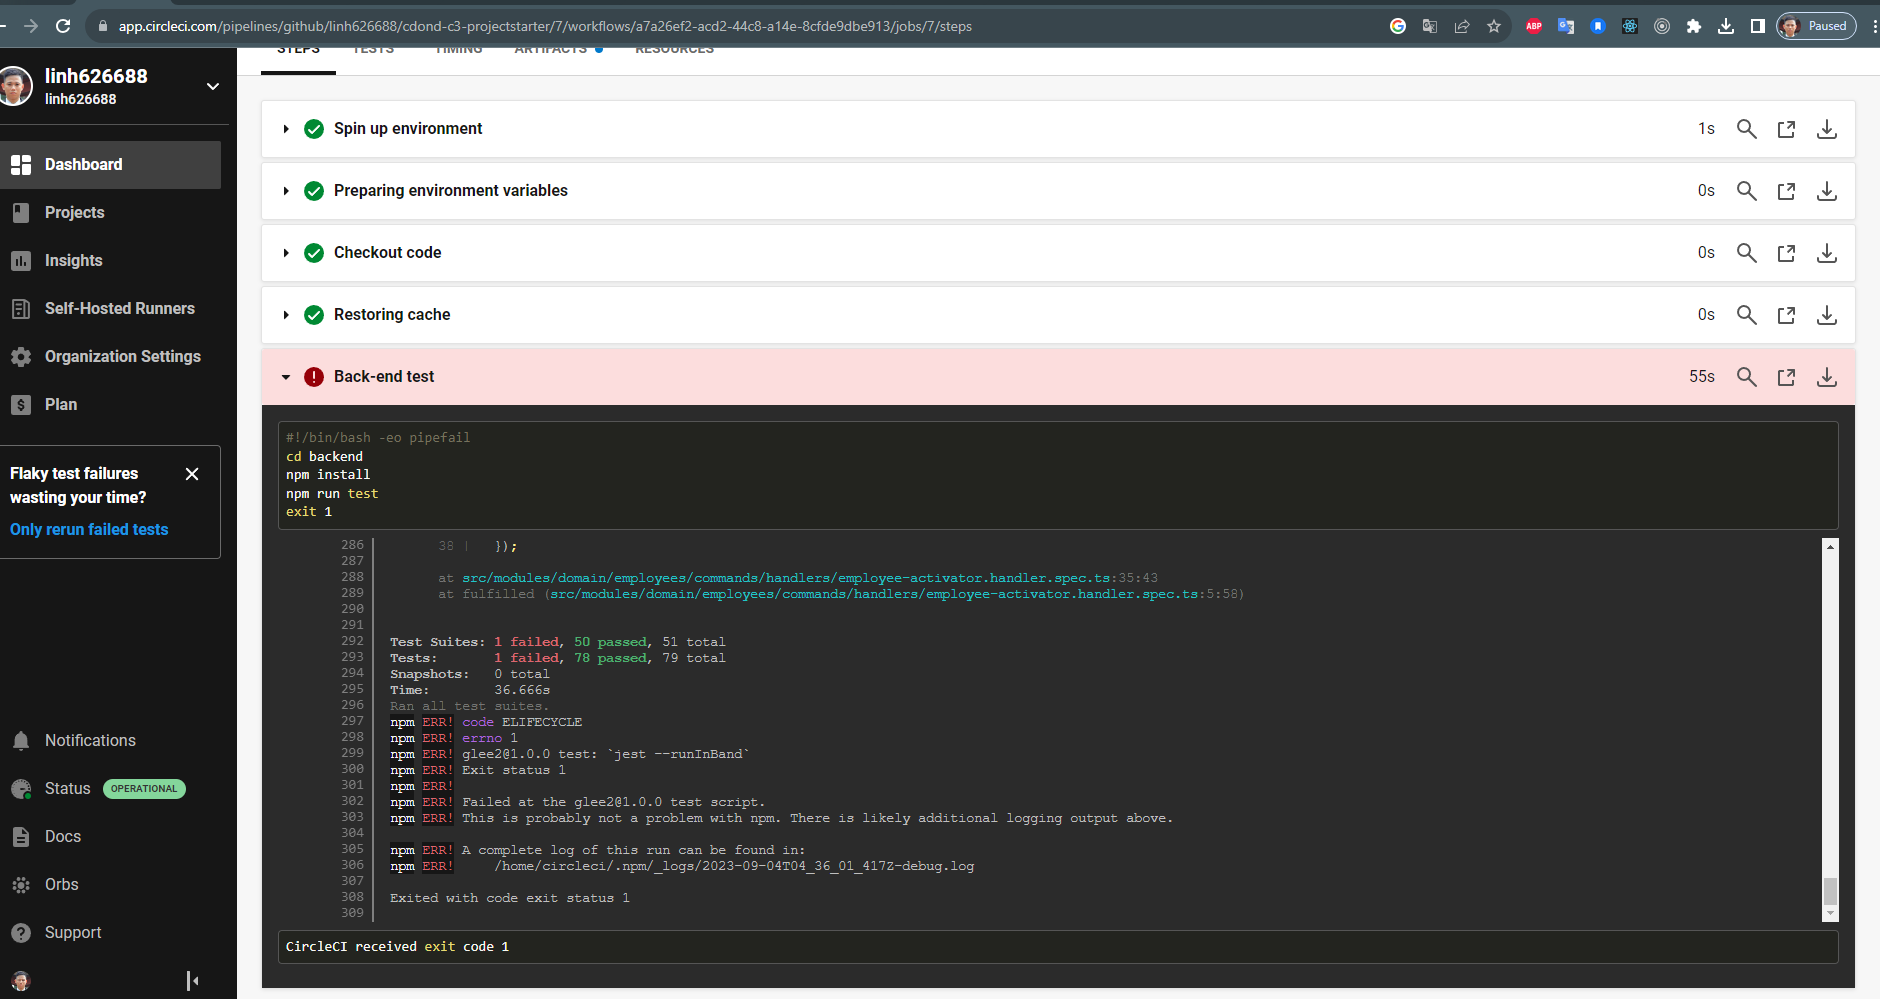 app.circleci.com/pipelines/github/linh626688/cdond-c3-projectstarter/7/workflows/a7a26ef2-acd2-44c8-a14e-8cfde9dbe913/jobs/7/steps
ABP
Paused
STEPS TESTS TIMING ARTIFACTS RESOURCES
linh626688
linh626688
Dashboard
Projects
Insights
Self-Hosted Runners
Organization Settings
Plan
Flaky test failures
wasting your time?
Only rerun failed tests
Notifications
Status OPERATIONAL
Docs
Orbs
Support
Spin up environment 1s
Preparing environment variables 0s
Checkout code 0s
Restoring cache 0s
Back-end test 55s
#!/bin/bash -eo pipefail
cd backend
npm install
npm run test
exit 1
286 38 | });
287
288 at src/modules/domain/employees/commands/handlers/employee-activator.handler.spec.ts:35:43
289 at fulfilled (src/modules/domain/employees/commands/handlers/employee-activator.handler.spec.ts:5:58)
290
291
292 Test Suites: 1 failed, 50 passed, 51 total
293 Tests: 1 failed, 78 passed, 79 total
294 Snapshots: 0 total
295 Time: 36.666s
296 Ran all test suites.
297 npm ERR! code ELIFECYCLE
298 npm ERR! errno 1
299 npm ERR! glee2@1.0.0 test: `jest --runInBand`
300 npm ERR! Exit status 1
301 npm ERR!
302 npm ERR! Failed at the glee2@1.0.0 test script.
303 npm ERR! This is probably not a problem with npm. There is likely additional logging output above.
304
305 npm ERR! A complete log of this run can be found in:
306 npm ERR! /home/circleci/.npm/_logs/2023-09-04T04_36_01_417Z-debug.log
307
308 Exited with code exit status 1
309
CircleCI received exit code 1